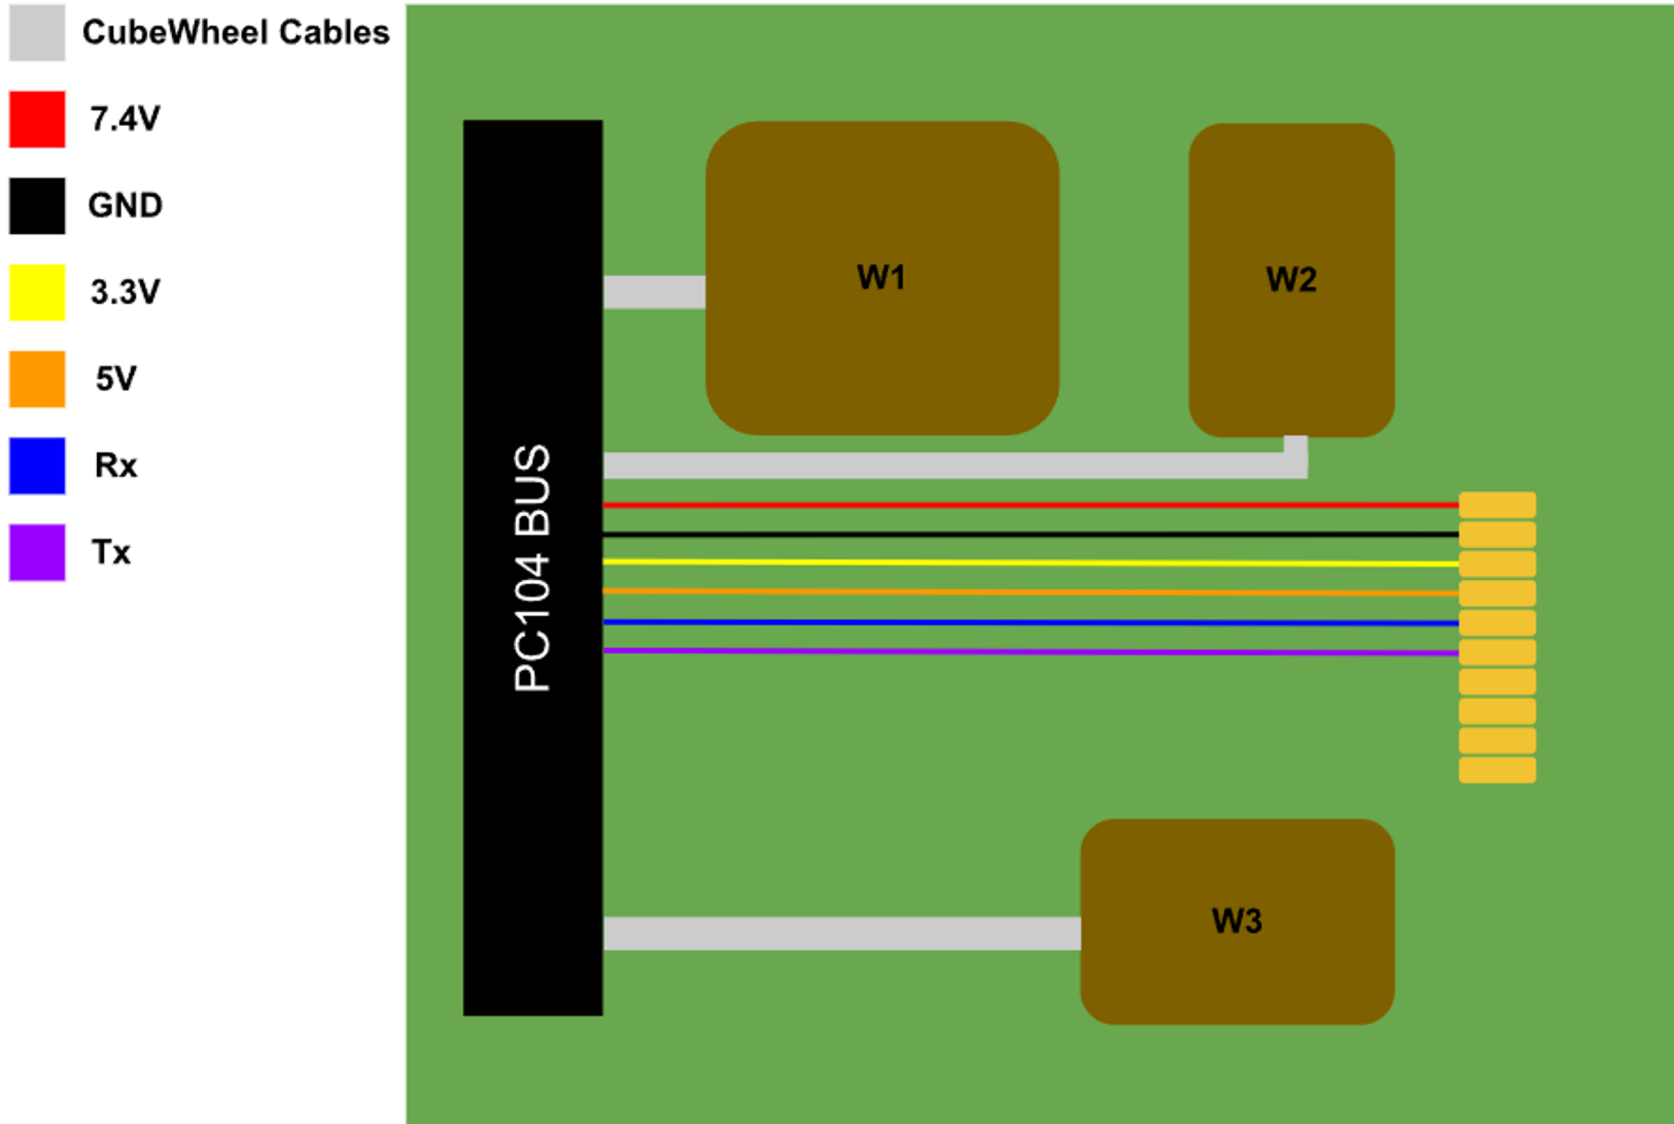 CubeWheel Cables
7.4V
GND
3.3V
5V
Rx
Tx
PC104 BUS
W1
W2
W3